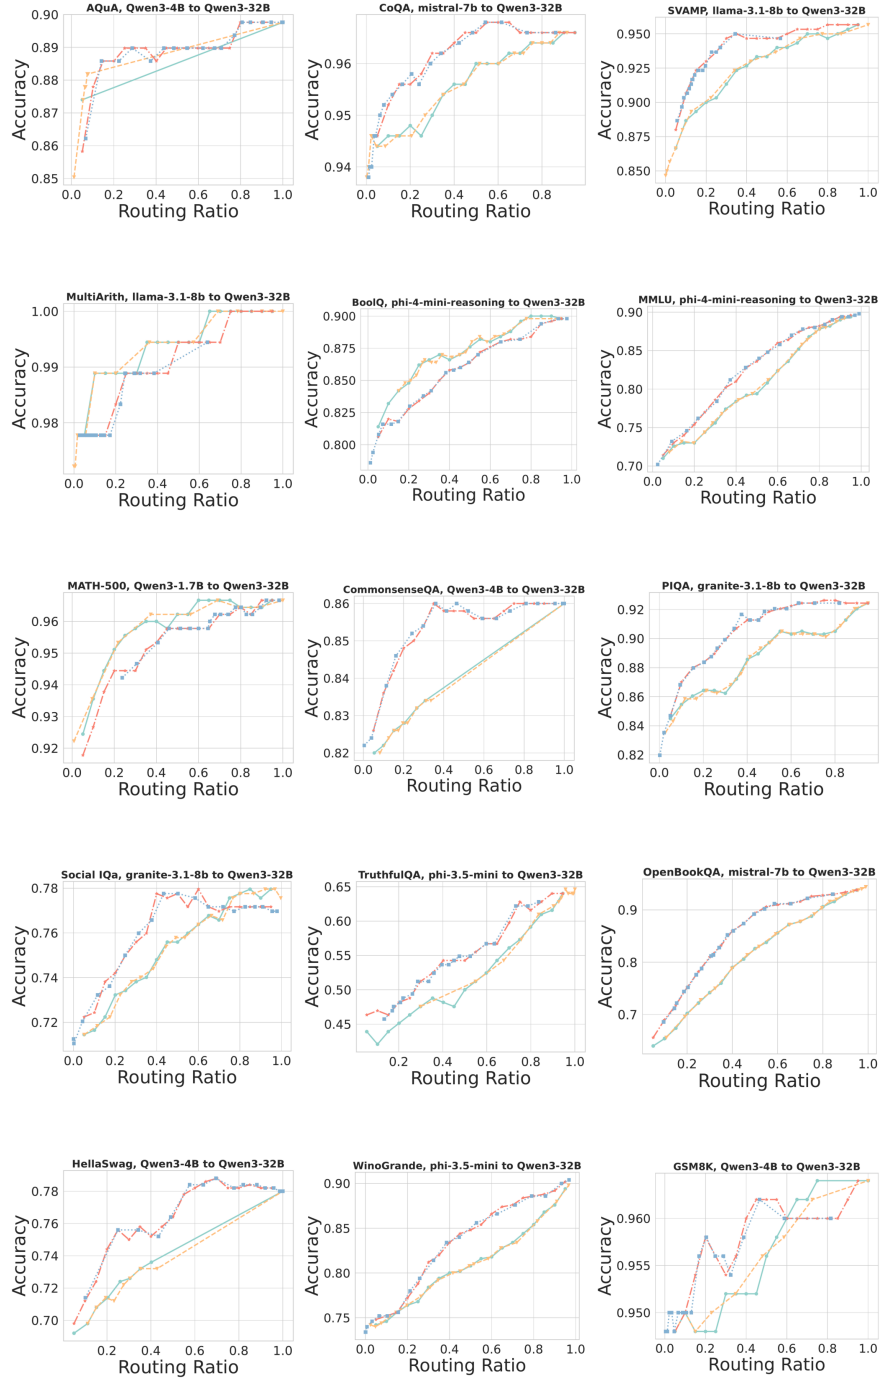 AQuA, Qwen3-4B to Qwen3-32B
Accuracy
0.90
0.89
0.88
0.87
0.86
0.85
0.0 0.2 0.4 0.6 0.8 1.0
Routing Ratio
CoQA, mistral-7b to Qwen3-32B
Accuracy
0.96
0.95
0.94
0.0 0.2 0.4 0.6 0.8
Routing Ratio
SVAMP, llama-3.1-8b to Qwen3-32B
Accuracy
0.950
0.925
0.900
0.875
0.850
0.0 0.2 0.4 0.6 0.8 1.0
Routing Ratio
MultiArith, llama-3.1-8b to Qwen3-32B
Accuracy
1.00
0.99
0.98
0.0 0.2 0.4 0.6 0.8 1.0
Routing Ratio
BoolQ, phi-4-mini-reasoning to Qwen3-32B
Accuracy
0.900
0.875
0.850
0.825
0.800
0.0 0.2 0.4 0.6 0.8 1.0
Routing Ratio
MMLU, phi-4-mini-reasoning to Qwen3-32B
Accuracy
0.90
0.85
0.80
0.75
0.70
0.0 0.2 0.4 0.6 0.8 1.0
Routing Ratio
MATH-500, Qwen3-1.7B to Qwen3-32B
Accuracy
0.96
0.95
0.94
0.93
0.92
0.0 0.2 0.4 0.6 0.8 1.0
Routing Ratio
CommonsenseQA, Qwen3-4B to Qwen3-32B
Accuracy
0.86
0.85
0.84
0.83
0.82
0.0 0.2 0.4 0.6 0.8 1.0
Routing Ratio
PIQA, granite-3.1-8b to Qwen3-32B
Accuracy
0.92
0.90
0.88
0.86
0.84
0.82
0.0 0.2 0.4 0.6 0.8
Routing Ratio
Social IQa, granite-3.1-8b to Qwen3-32B
Accuracy
0.78
0.76
0.74
0.72
0.0 0.2 0.4 0.6 0.8 1.0
Routing Ratio
TruthfulQA, phi-3.5-mini to Qwen3-32B
Accuracy
0.65
0.60
0.55
0.50
0.45
0.2 0.4 0.6 0.8 1.0
Routing Ratio
OpenBookQA, mistral-7b to Qwen3-32B
Accuracy
0.9
0.8
0.7
0.2 0.4 0.6 0.8 1.0
Routing Ratio
HellaSwag, Qwen3-4B to Qwen3-32B
Accuracy
0.78
0.76
0.74
0.72
0.70
0.0 0.2 0.4 0.6 0.8 1.0
Routing Ratio
WinoGrande, phi-3.5-mini to Qwen3-32B
Accuracy
0.90
0.85
0.80
0.75
0.0 0.2 0.4 0.6 0.8 1.0
Routing Ratio
GSM8K, Qwen3-4B to Qwen3-32B
Accuracy
0.960
0.955
0.950
0.0 0.2 0.4 0.6 0.8 1.0
Routing Ratio